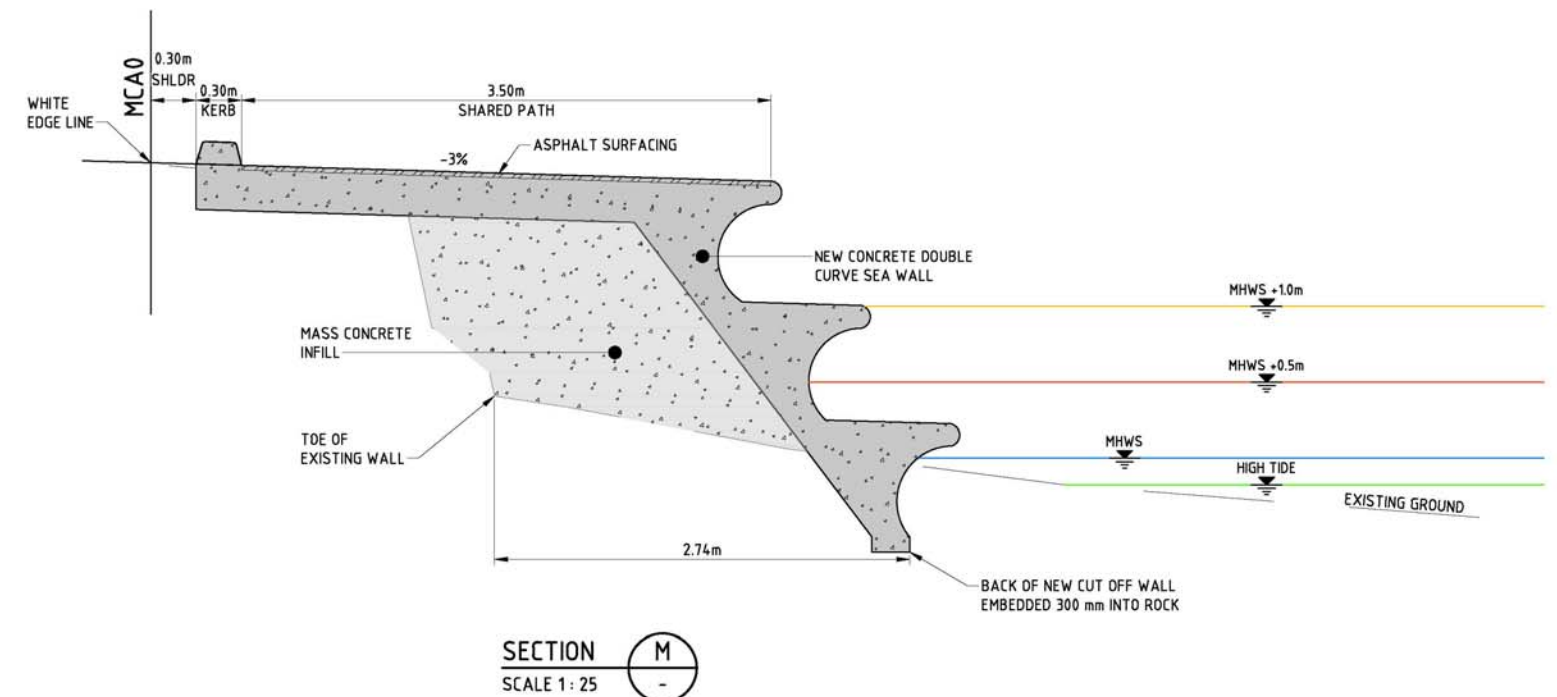 MCA0
0.30m
SHLDR
0.30m
KERB
3.50m
SHARED PATH
WHITE
EDGE LINE
-3%
ASPHALT SURFACING
NEW CONCRETE DOUBLE
CURVE SEA WALL
MHWS +1.0m
MASS CONCRETE
INFILL
MHWS +0.5m
TOE OF
EXISTING WALL
MHWS
HIGH TIDE
EXISTING GROUND
2.74m
BACK OF NEW CUT OFF WALL
EMBEDDED 300 mm INTO ROCK
SECTION M
SCALE 1 : 25 -